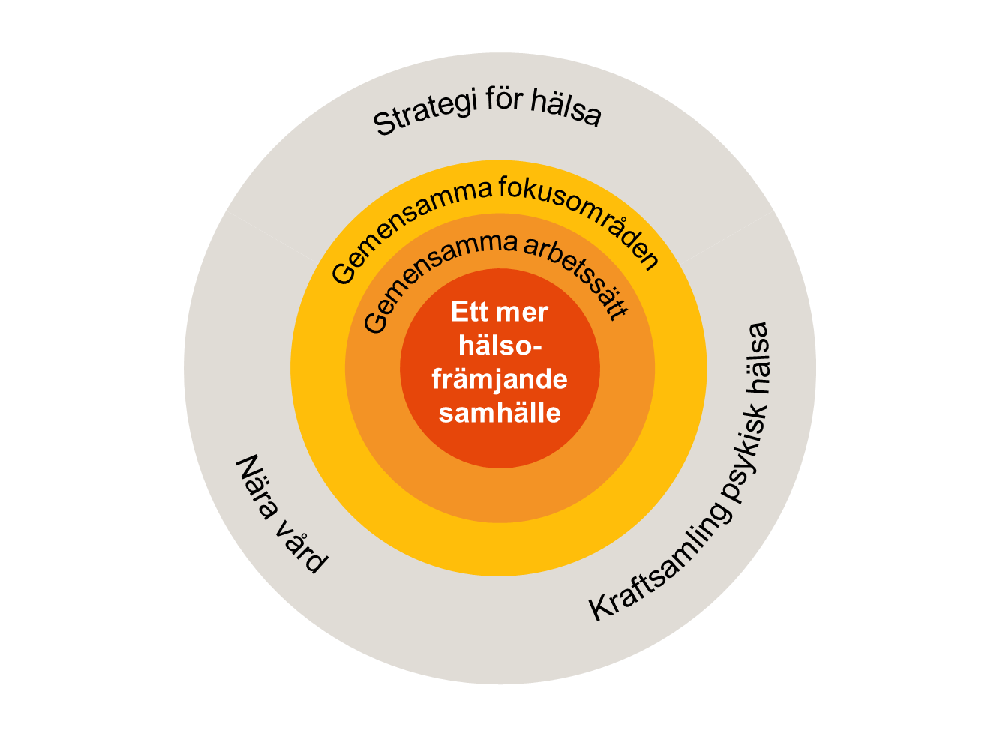 Strategi för hälsa
Gemensamma fokusområden
Gemensamma arbetssätt
Ett mer
hälso-
främjande
samhälle
Nära vård
Kraftsamling psykisk hälsa